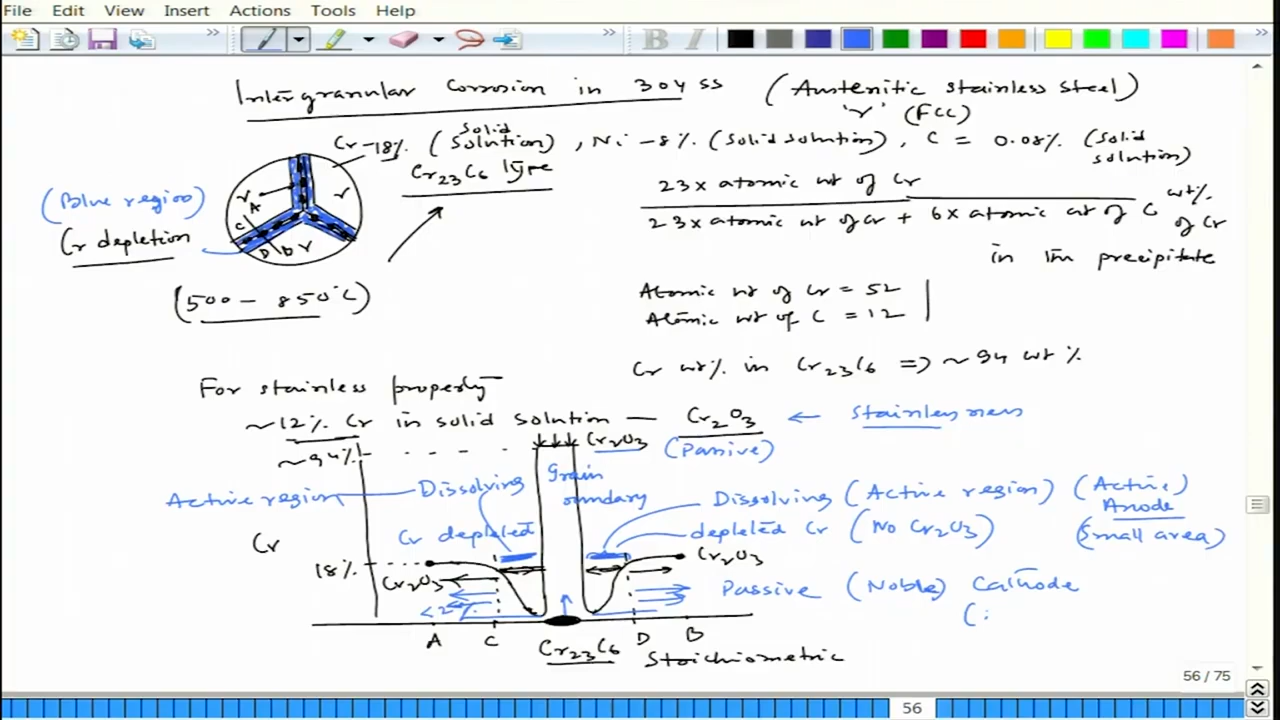 File Edit View Insert Actions Tools Help
Intergranular Corrosion in 304 SS (Austenitic stainless steel)
'γ' (FCC)
Cr-18% (Solid Solution), Ni-8% (Solid Solution), C = 0.08% (Solid solution)
Cr23C6 type
(Blue region)
Cr depletion
γ γ γ
A C D B
(500 - 850°C)
23 x atomic wt of Cr
23 x atomic wt of Cr + 6 x atomic wt of C
wt% of Cr
in the precipitate
Atomic wt of Cr = 52
Atomic wt of C = 12
Cr wt% in Cr23C6 => ~94 wt %
For stainless property
~12% Cr in solid solution — Cr2O3 ← Stainlessness
~94% Cr2O3 (Passive)
Active region Dissolving Grain boundary Dissolving (Active region) (Active)
Anode
Cr depleted depleted Cr (No Cr2O3) (Small area)
Cr
18% Cr2O3 Cr2O3
Passive (Noble) Cathode
(
A C Cr23C6 D B
Stoichiometric
56 / 75
56